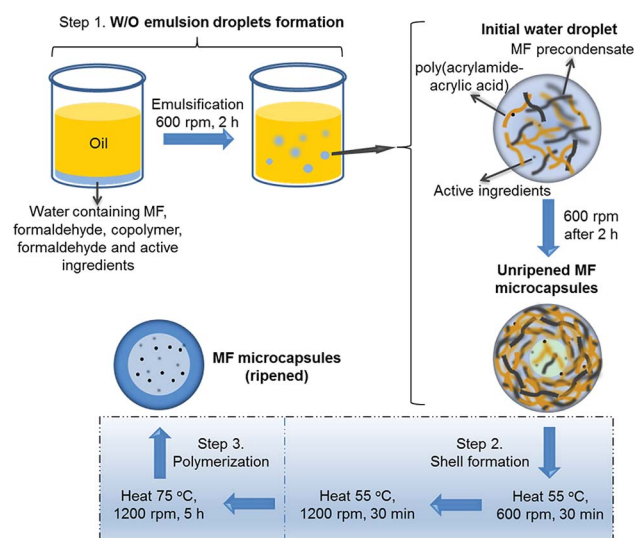 Step 1. W/O emulsion droplets formation
Oil
Emulsification
600 rpm, 2 h
Water containing MF,
formaldehyde, copolymer,
formaldehyde and active
ingredients
Initial water droplet
MF precondensate
poly(acrylamide-
acrylic acid)
Active ingredients
600 rpm
after 2 h
Unripened MF
microcapsules
MF microcapsules
(ripened)
Step 2.
Shell formation
Heat 55 ºC,
600 rpm, 30 min
Heat 55 ºC,
1200 rpm, 30 min
Step 3.
Polymerization
Heat 75 ºC,
1200 rpm, 5 h